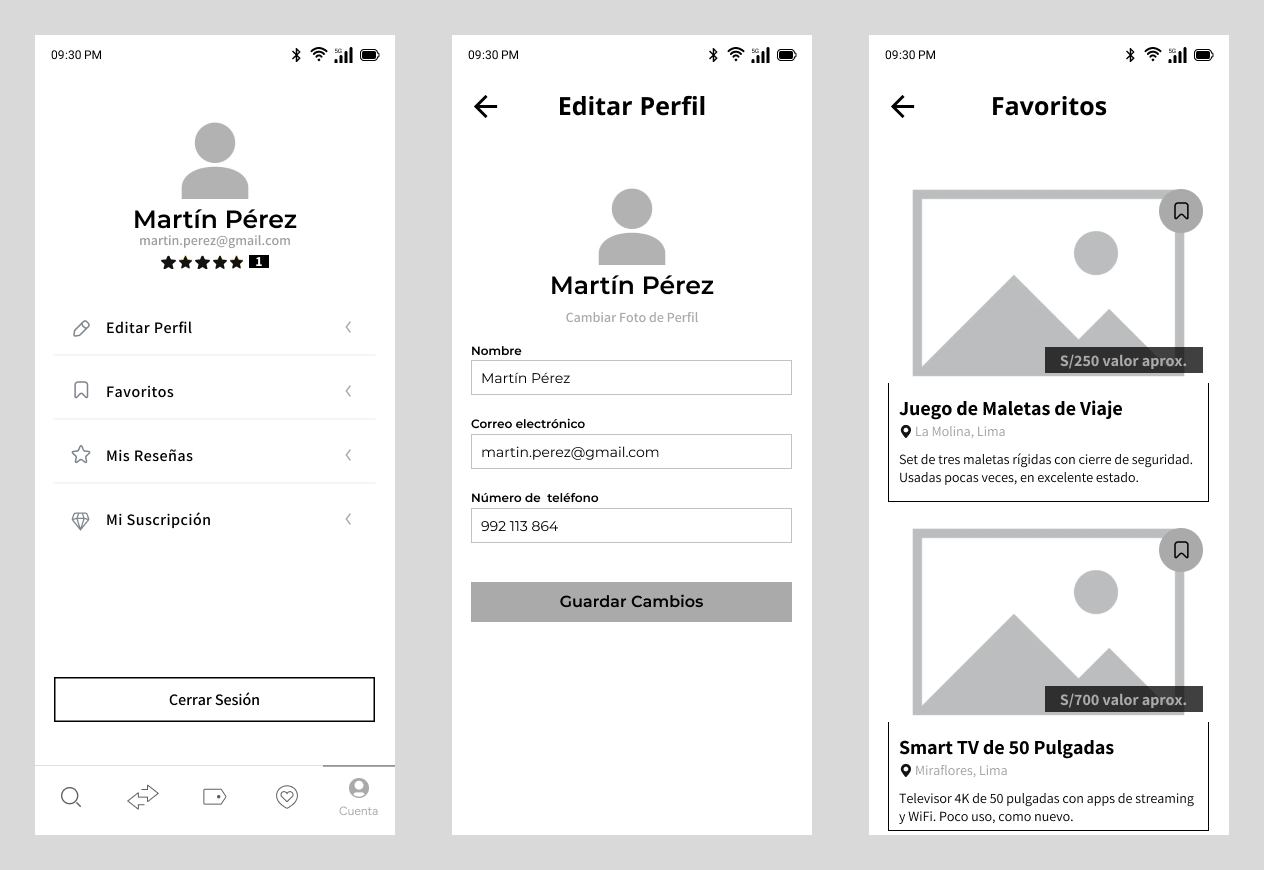 09:30 PM
5G
Martín Pérez
martin.perez@gmail.com
1
Editar Perfil
Favoritos
Mis Reseñas
Mi Suscripción
Cerrar Sesión
Cuenta
09:30 PM
5G
Editar Perfil
Martín Pérez
Cambiar Foto de Perfil
Nombre
Martín Pérez
Correo electrónico
martin.perez@gmail.com
Número de  teléfono
992 113 864
Guardar Cambios
09:30 PM
5G
Favoritos
S/250 valor aprox.
Juego de Maletas de Viaje
La Molina, Lima
Set de tres maletas rígidas con cierre de seguridad.
Usadas pocas veces, en excelente estado.
S/700 valor aprox.
Smart TV de 50 Pulgadas
Miraflores, Lima
Televisor 4K de 50 pulgadas con apps de streaming
y WiFi. Poco uso, como nuevo.